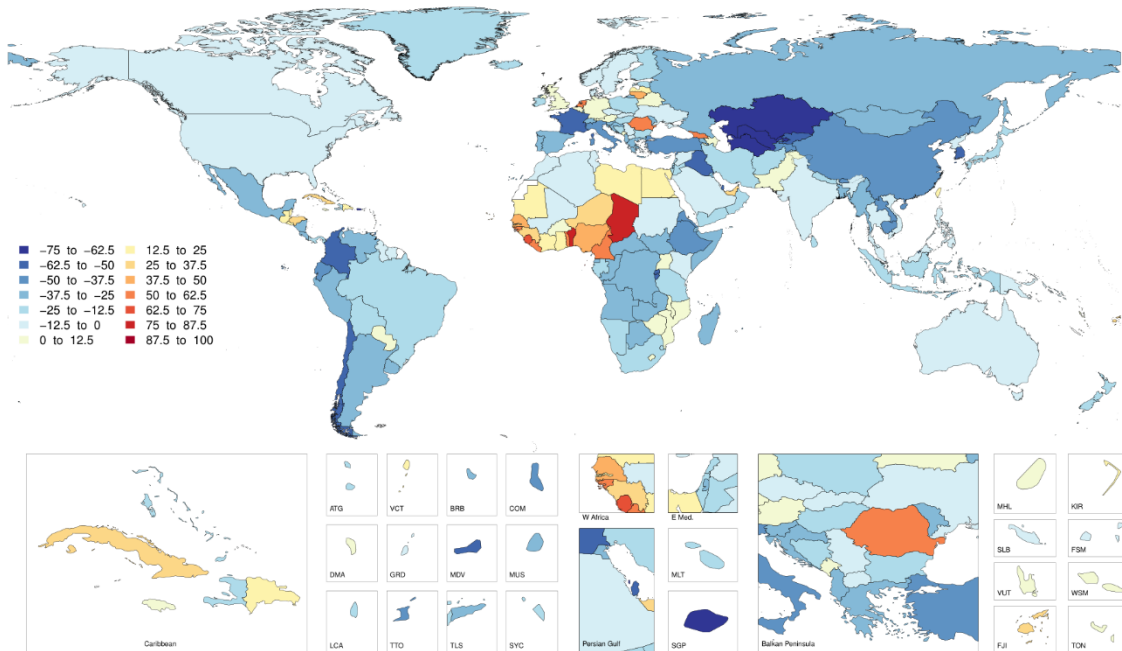 −75 to −62.5
−62.5 to −50
−50 to −37.5
−37.5 to −25
−25 to −12.5
−12.5 to 0
0 to 12.5
12.5 to 25
25 to 37.5
37.5 to 50
50 to 62.5
62.5 to 75
75 to 87.5
87.5 to 100
Caribbean
ATG
VCT
BRB
COM
DMA
GRD
MDV
MUS
LCA
TTO
TLS
SYC
W Africa
E Med.
Persian Gulf
MLT
SGP
Balkan Peninsula
MHL
KIR
SLB
FSM
VUT
WSM
FJI
TON